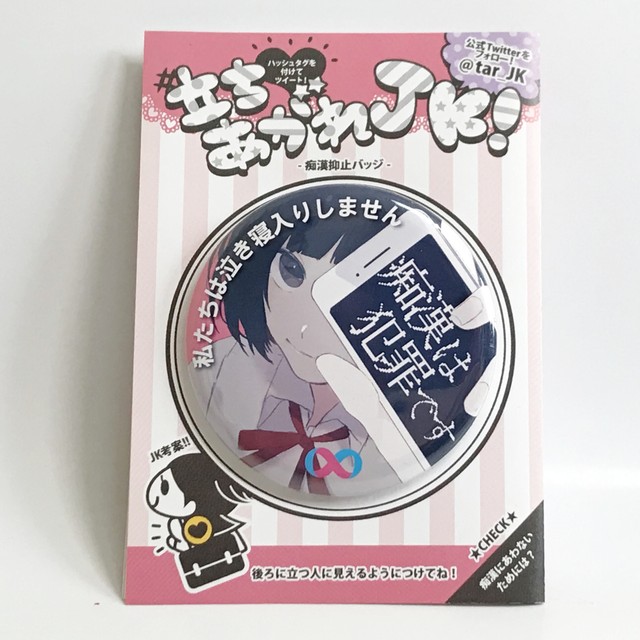 公式Twitterを
フォロー!
@tar_JK
ハッシュタグを
付けて
ツイート!
#立ち
あがれJK!
- 痴漢抑止バッジ -
私たちは泣き寝入りしません
痴漢は
犯罪です
JK考案!!
★CHECK★
痴漢にあわない
ためには?
後ろに立つ人に見えるようにつけてね!